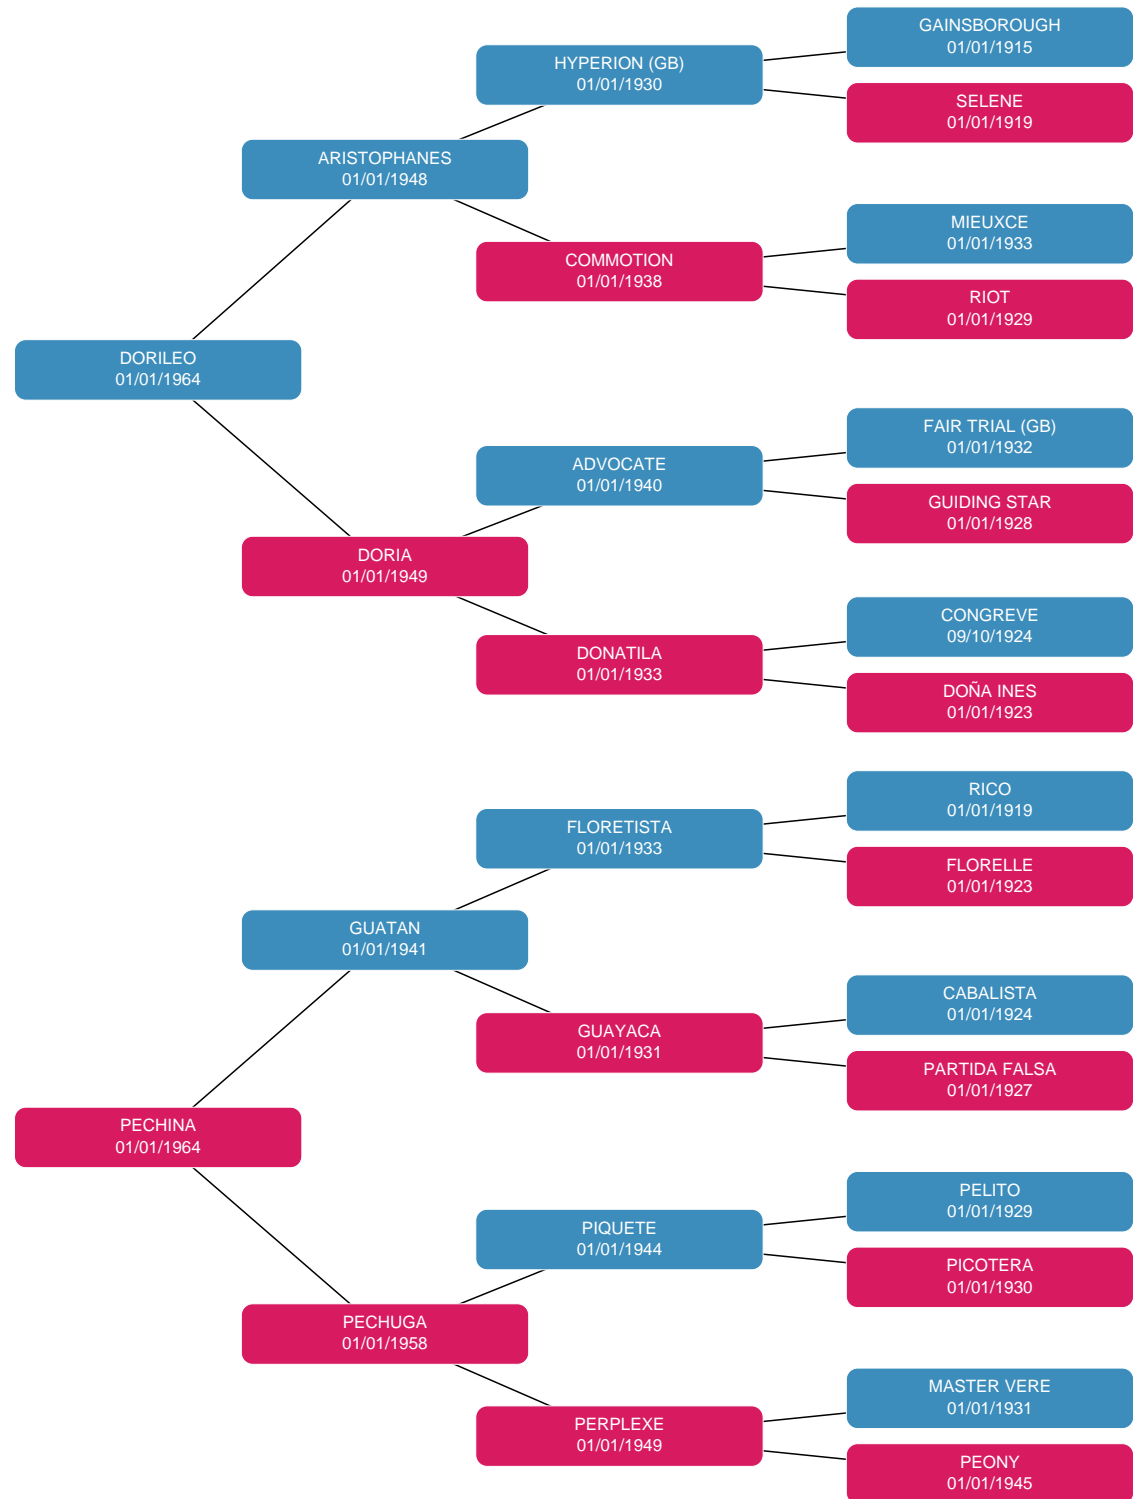 GAINSBOROUGH
01/01/1915
HYPERION (GB)
01/01/1930
SELENE
01/01/1919
ARISTOPHANES
01/01/1948
MIEUXCE
01/01/1933
COMMOTION
01/01/1938
RIOT
01/01/1929
DORILEO
01/01/1964
FAIR TRIAL (GB)
01/01/1932
ADVOCATE
01/01/1940
GUIDING STAR
01/01/1928
DORIA
01/01/1949
CONGREVE
09/10/1924
DONATILA
01/01/1933
DOÑA INES
01/01/1923
RICO
01/01/1919
FLORETISTA
01/01/1933
FLORELLE
01/01/1923
GUATAN
01/01/1941
CABALISTA
01/01/1924
GUAYACA
01/01/1931
PARTIDA FALSA
01/01/1927
PECHINA
01/01/1964
PELITO
01/01/1929
PIQUETE
01/01/1944
PICOTERA
01/01/1930
PECHUGA
01/01/1958
MASTER VERE
01/01/1931
PERPLEXE
01/01/1949
PEONY
01/01/1945